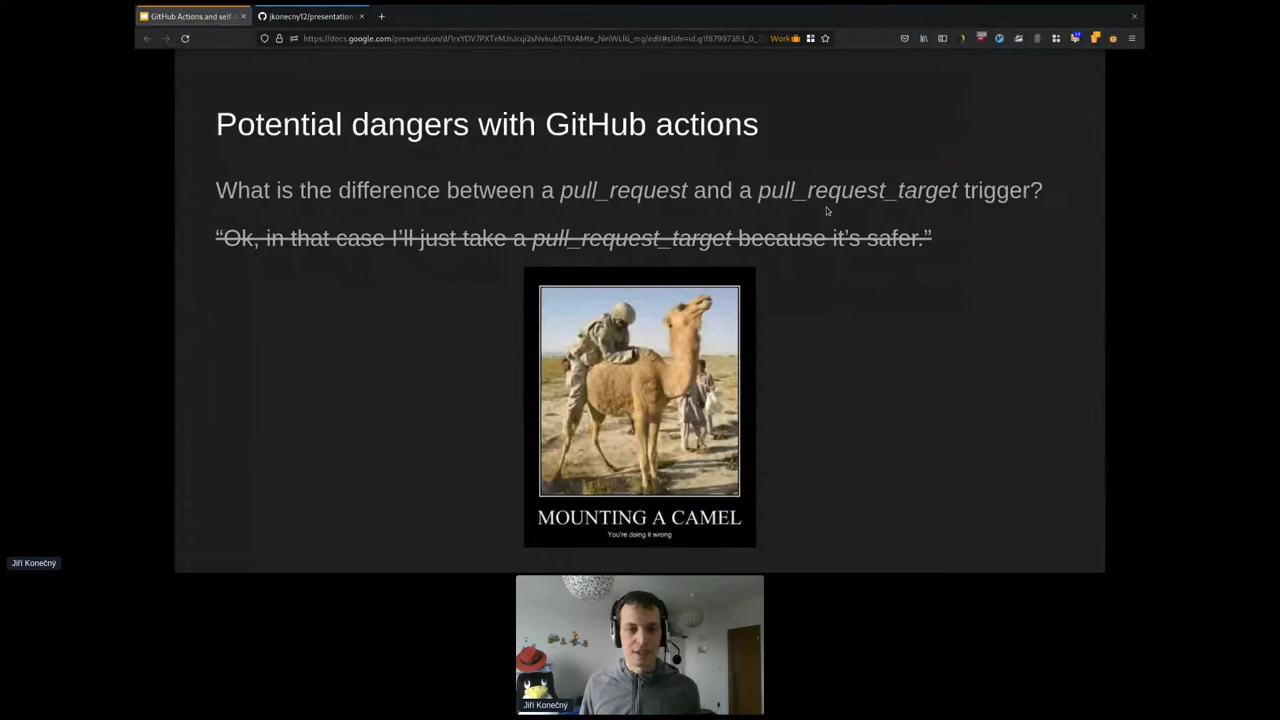 GitHub Actions and self-
jkonecny12/presentation
Work
Potential dangers with GitHub actions
What is the difference between a pull_request and a pull_request_target trigger?
“Ok, in that case I’ll just take a pull_request_target because it’s safer.”
MOUNTING A CAMEL
You're doing it wrong
Jiří Konečný
Jiří Konečný